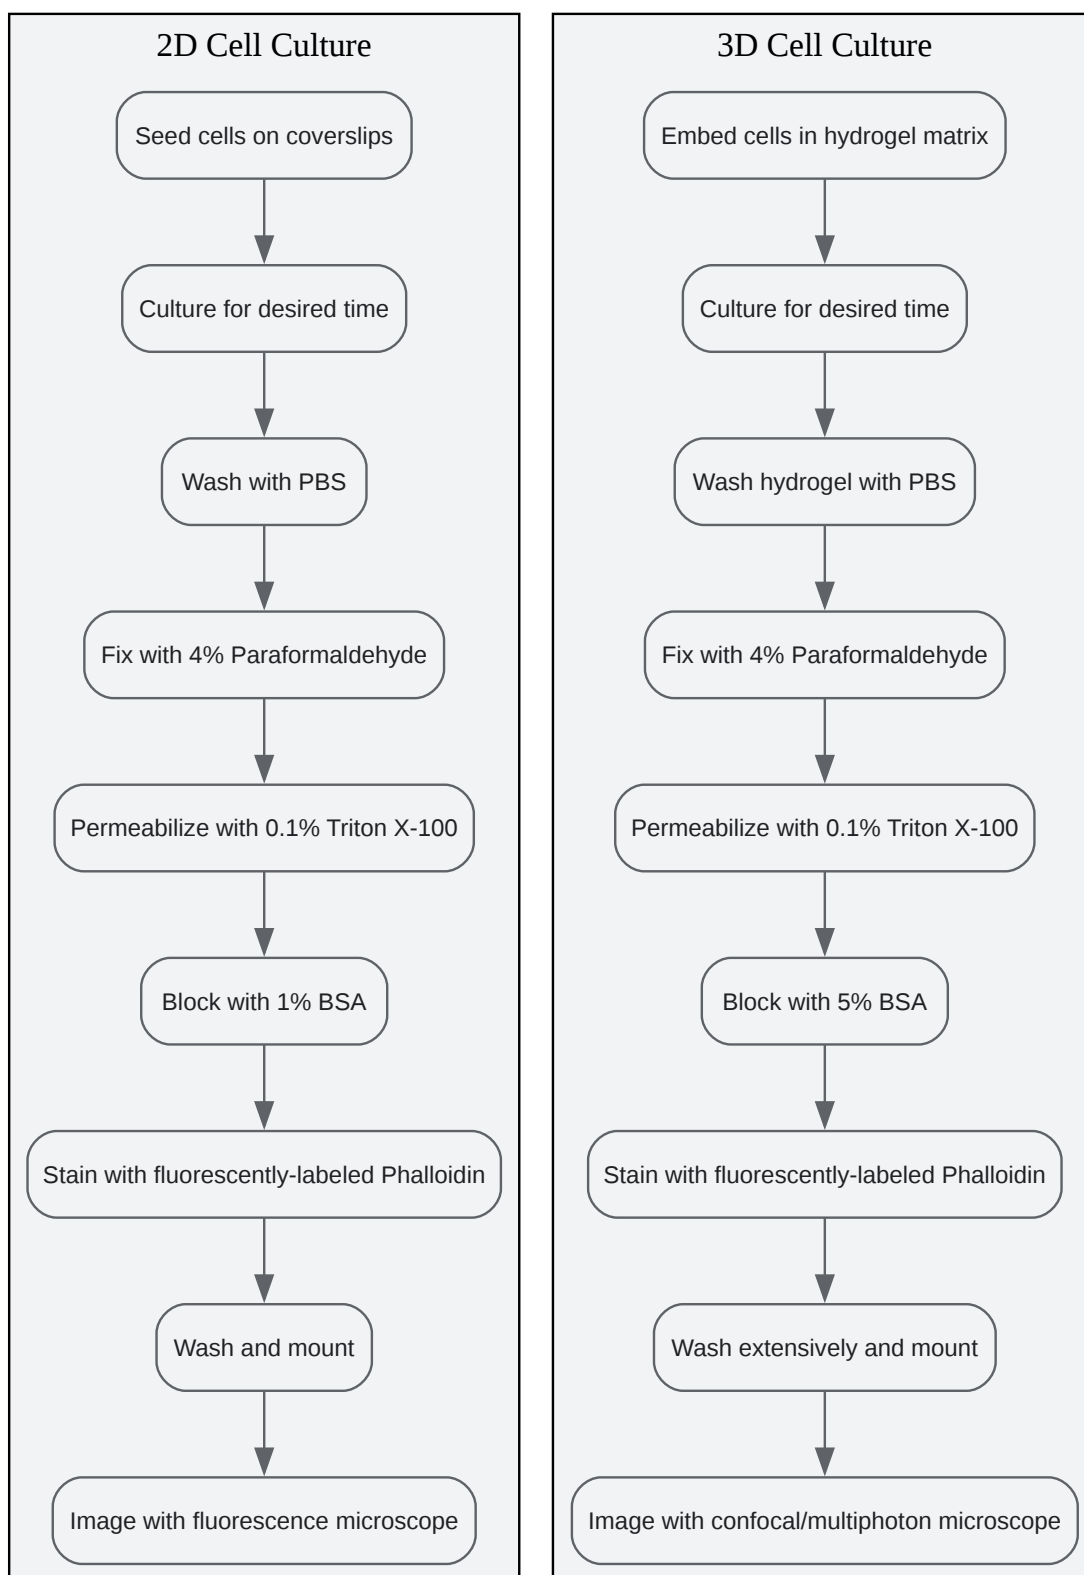 2D Cell Culture
Seed cells on coverslips
Culture for desired time
Wash with PBS
Fix with 4% Paraformaldehyde
Permeabilize with 0.1% Triton X-100
Block with 1% BSA
Stain with fluorescently-labeled Phalloidin
Wash and mount
Image with fluorescence microscope
3D Cell Culture
Embed cells in hydrogel matrix
Culture for desired time
Wash hydrogel with PBS
Fix with 4% Paraformaldehyde
Permeabilize with 0.1% Triton X-100
Block with 5% BSA
Stain with fluorescently-labeled Phalloidin
Wash extensively and mount
Image with confocal/multiphoton microscope